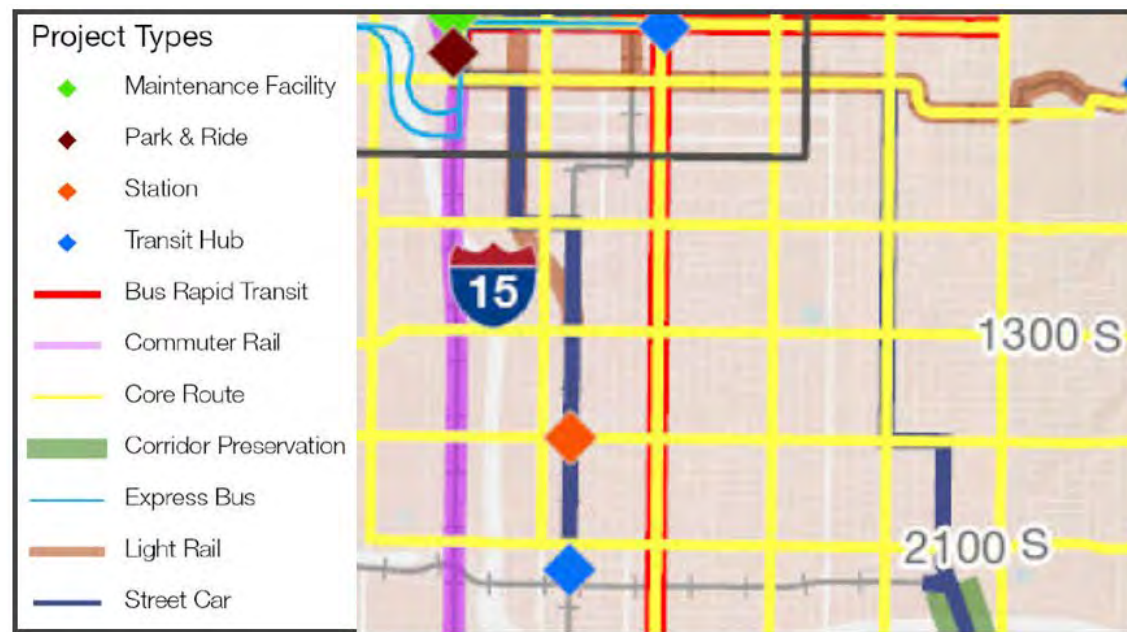 Project Types
Maintenance Facility
Park & Ride
Station
Transit Hub
Bus Rapid Transit
Commuter Rail
Core Route
Corridor Preservation
Express Bus
Light Rail
Street Car
15
1300 S
2100 S